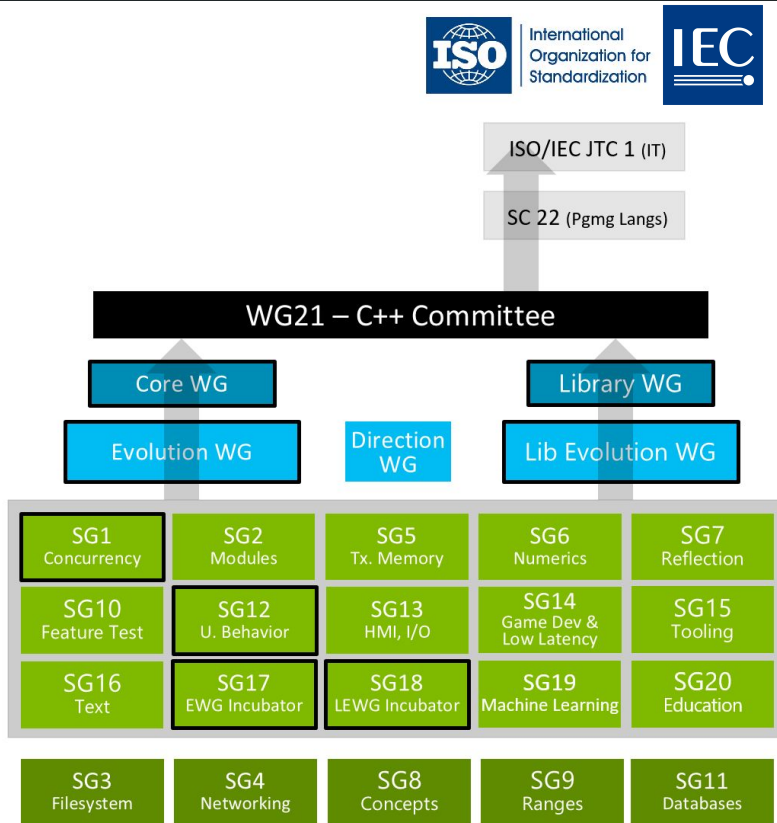 ISO
International
Organization for
Standardization
IEC
ISO/IEC JTC 1 (IT)
SC 22 (Pgmg Langs)
WG21 – C++ Committee
Core WG
Library WG
Evolution WG
Direction
WG
Lib Evolution WG
SG1
Concurrency
SG2
Modules
SG5
Tx. Memory
SG6
Numerics
SG7
Reflection
SG10
Feature Test
SG12
U. Behavior
SG13
HMI, I/O
SG14
Game Dev &
Low Latency
SG15
Tooling
SG16
Text
SG17
EWG Incubator
SG18
LEWG Incubator
SG19
Machine Learning
SG20
Education
SG3
Filesystem
SG4
Networking
SG8
Concepts
SG9
Ranges
SG11
Databases